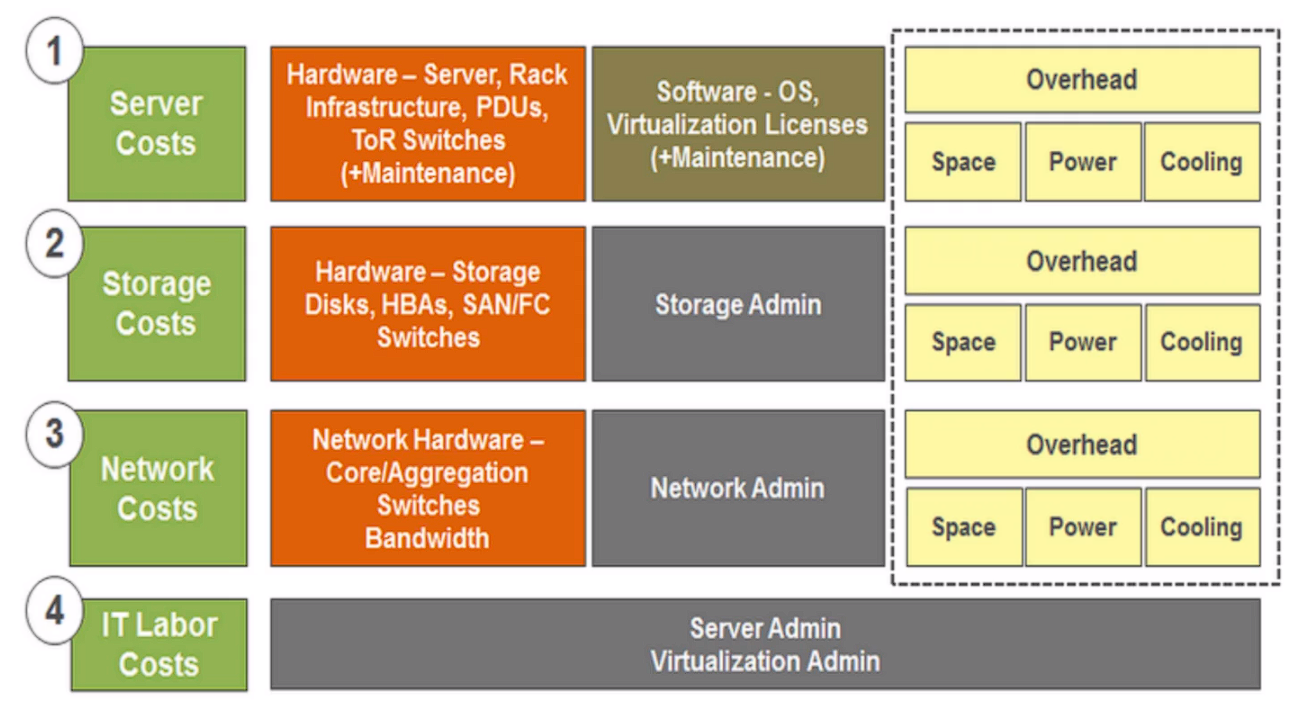 1
Server
Costs
Hardware – Server, Rack
Infrastructure, PDUs,
ToR Switches
(+Maintenance)
Software - OS,
Virtualization Licenses
(+Maintenance)
Overhead
Space
Power
Cooling
2
Storage
Costs
Hardware – Storage
Disks, HBAs, SAN/FC
Switches
Storage Admin
Overhead
Space
Power
Cooling
3
Network
Costs
Network Hardware –
Core/Aggregation
Switches
Bandwidth
Network Admin
Overhead
Space
Power
Cooling
4
IT Labor
Costs
Server Admin
Virtualization Admin